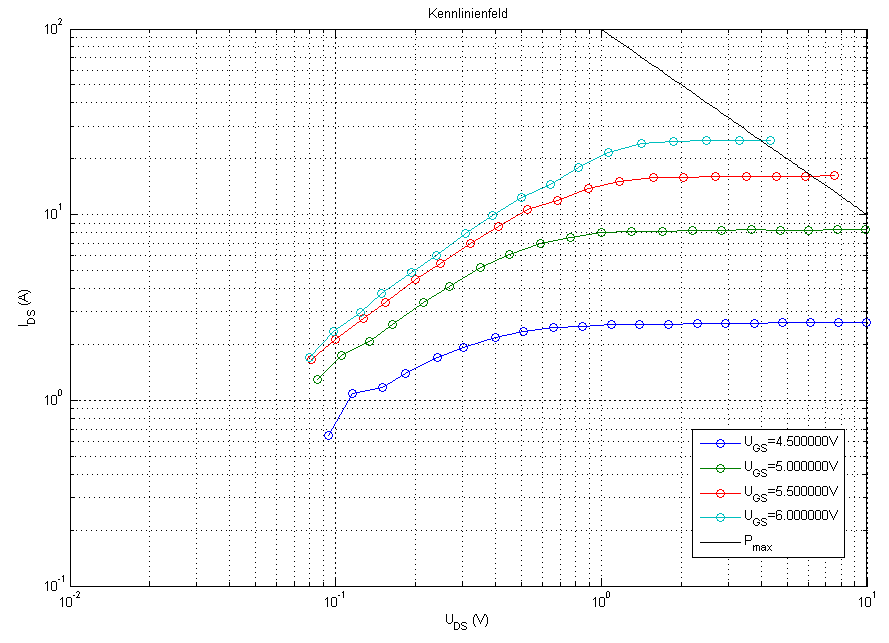 Kennlinienfeld
10^2
10^1
10^0
10^-1
I_DS (A)
U_GS=4.500000V
U_GS=5.000000V
U_GS=5.500000V
U_GS=6.000000V
P_max
10^-2
10^-1
10^0
10^1
U_DS (V)